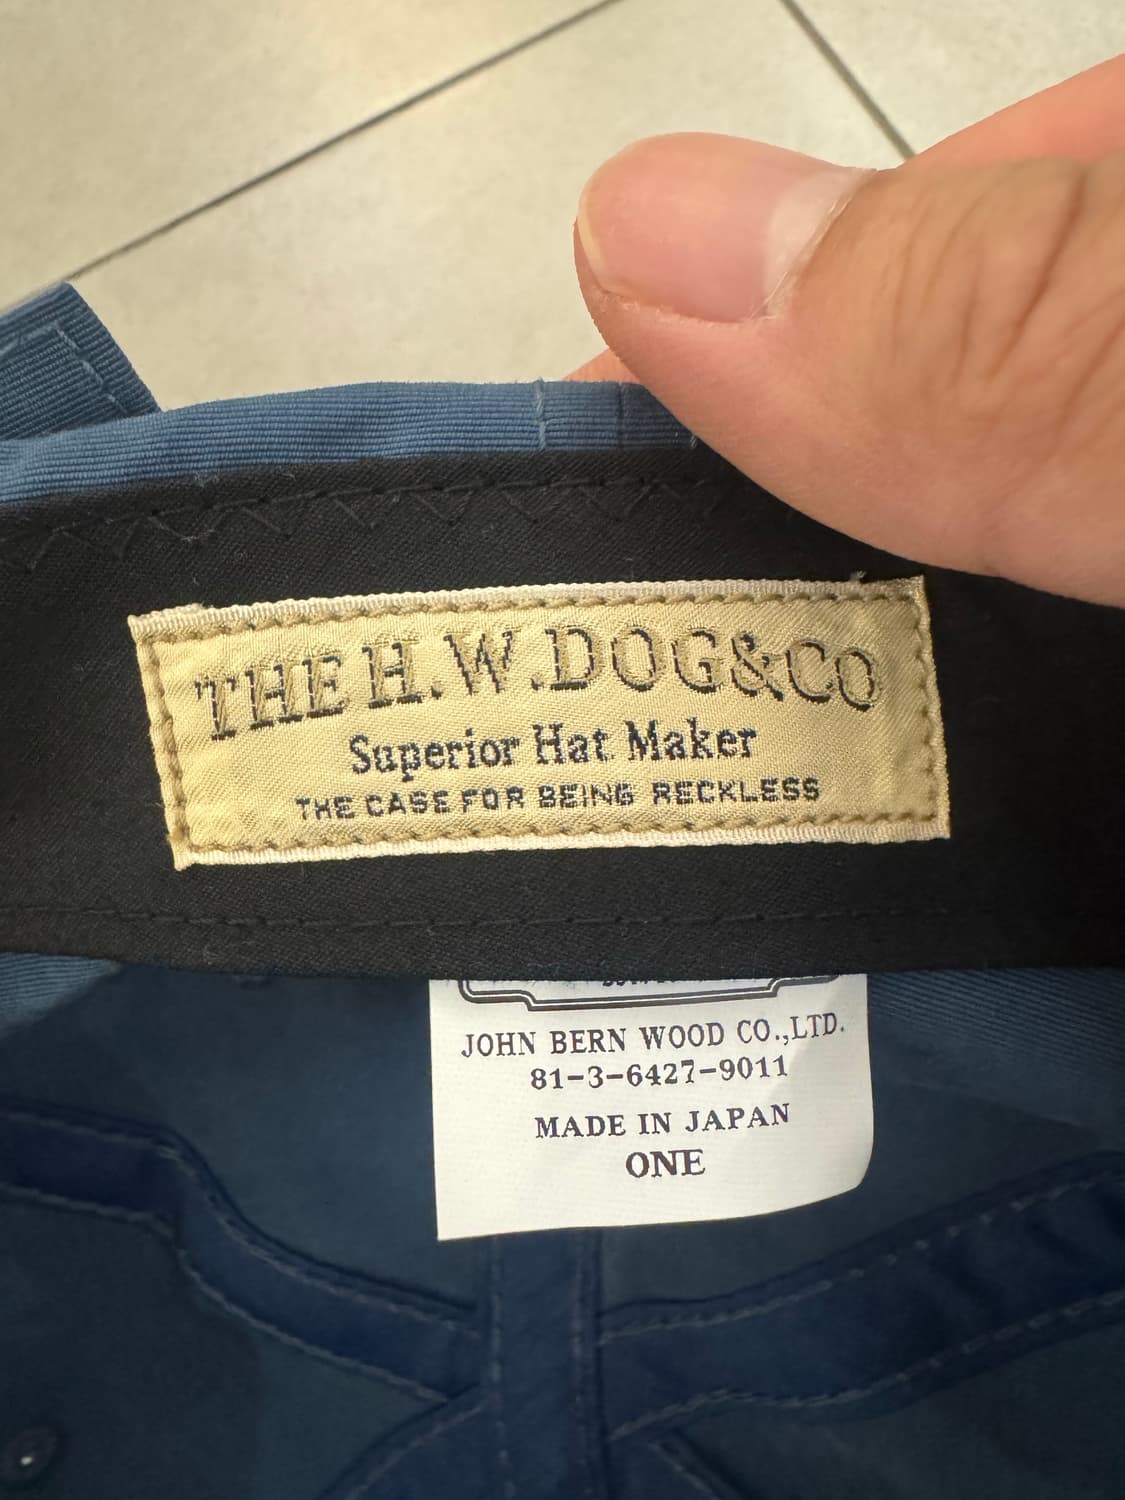 THE H.W.DOG&CO
Superior Hat Maker
THE CASE FOR BEING RECKLESS
JOHN BERN WOOD CO.,LTD.
81-3-6427-9011
MADE IN JAPAN
ONE